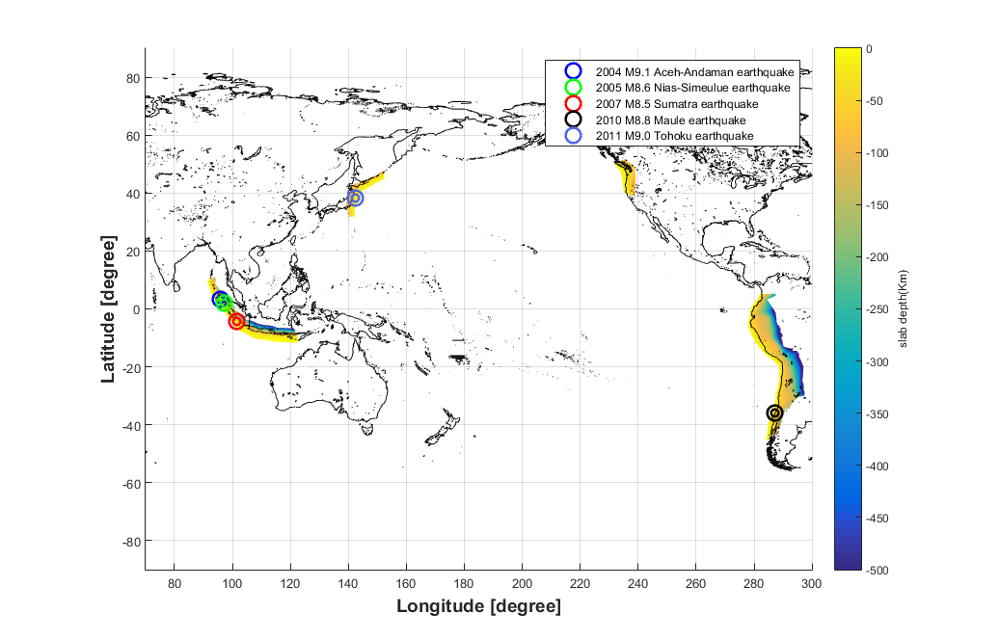 2004 M9.1 Aceh-Andaman earthquake
2005 M8.6 Nias-Simeulue earthquake
2007 M8.5 Sumatra earthquake
2010 M8.8 Maule earthquake
2011 M9.0 Tohoku earthquake
80
60
40
20
0
-20
-40
-60
-80
Latitude [degree]
80 100 120 140 160 180 200 220 240 260 280 300
Longitude [degree]
0
-50
-100
-150
-200
-250
-300
-350
-400
-450
-500
slab depth(Km)